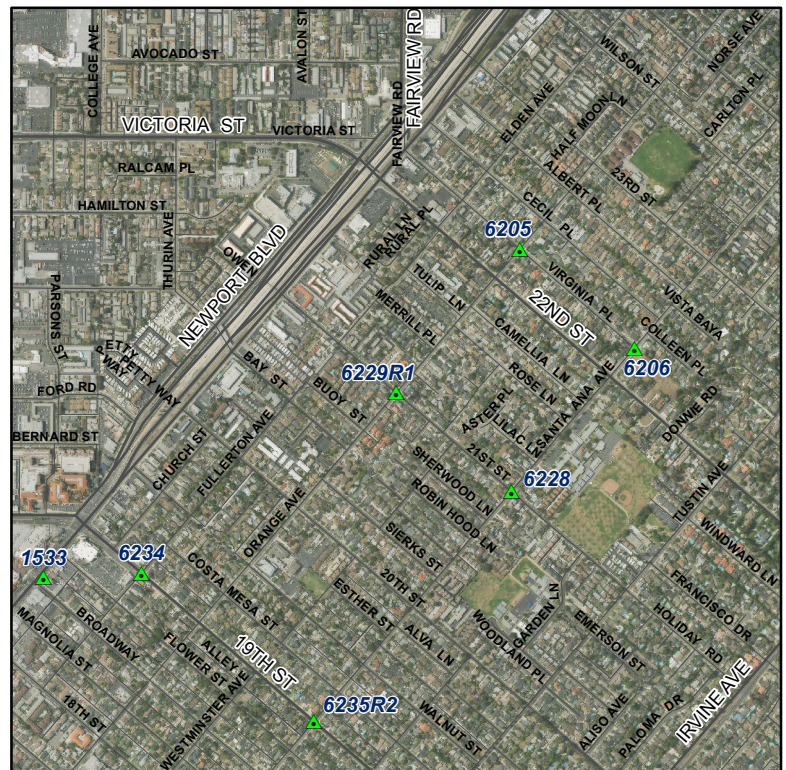 COLLEGE AVE
AVOCADO ST
AVALON ST
FAIRVIEW RD
FAIRVIEW RD
WILSON ST
NORSE AVE
ELDEN AVE
HALF MOON LN
CARLTON PL
VICTORIA ST
VICTORIA ST
RALCAM PL
ALBERT PL
23RD ST
HAMILTON ST
THURIN AVE
CECIL PL
RURAL LN
RURAL PL
6205
NEWPORT BLVD
PARSONS ST
TULIP LN
VIRGINIA PL
VISTA BAYA
22ND ST
MERRILL PL
CAMELLIA LN
COLLEEN PL
PETTY WAY
6206
BAY ST
BUOY ST
6229R1
ROSE LN
SANTA ANA AVE
FORD RD
ASTER PL
LILAC LN
DONNIE RD
BERNARD ST
CHURCH ST
FULLERTON AVE
21ST ST
SHERWOOD LN
6228
ROBIN HOOD LN
TUSTIN AVE
ORANGE AVE
SIERKS ST
WINDWARD LN
1533
6234
COSTA MESA ST
20TH ST
ESTHER ST
FRANCISCO DR
MAGNOLIA ST
BROADWAY
ALVA LN
WOODLAND PL
GARDEN LN
EMERSON ST
HOLIDAY RD
FLOWER ST
ALLEY
19TH ST
WESTMINSTER AVE
18TH ST
6235R2
WALNUT ST
ALISO AVE
PALOMA DR
IRVINE AVE